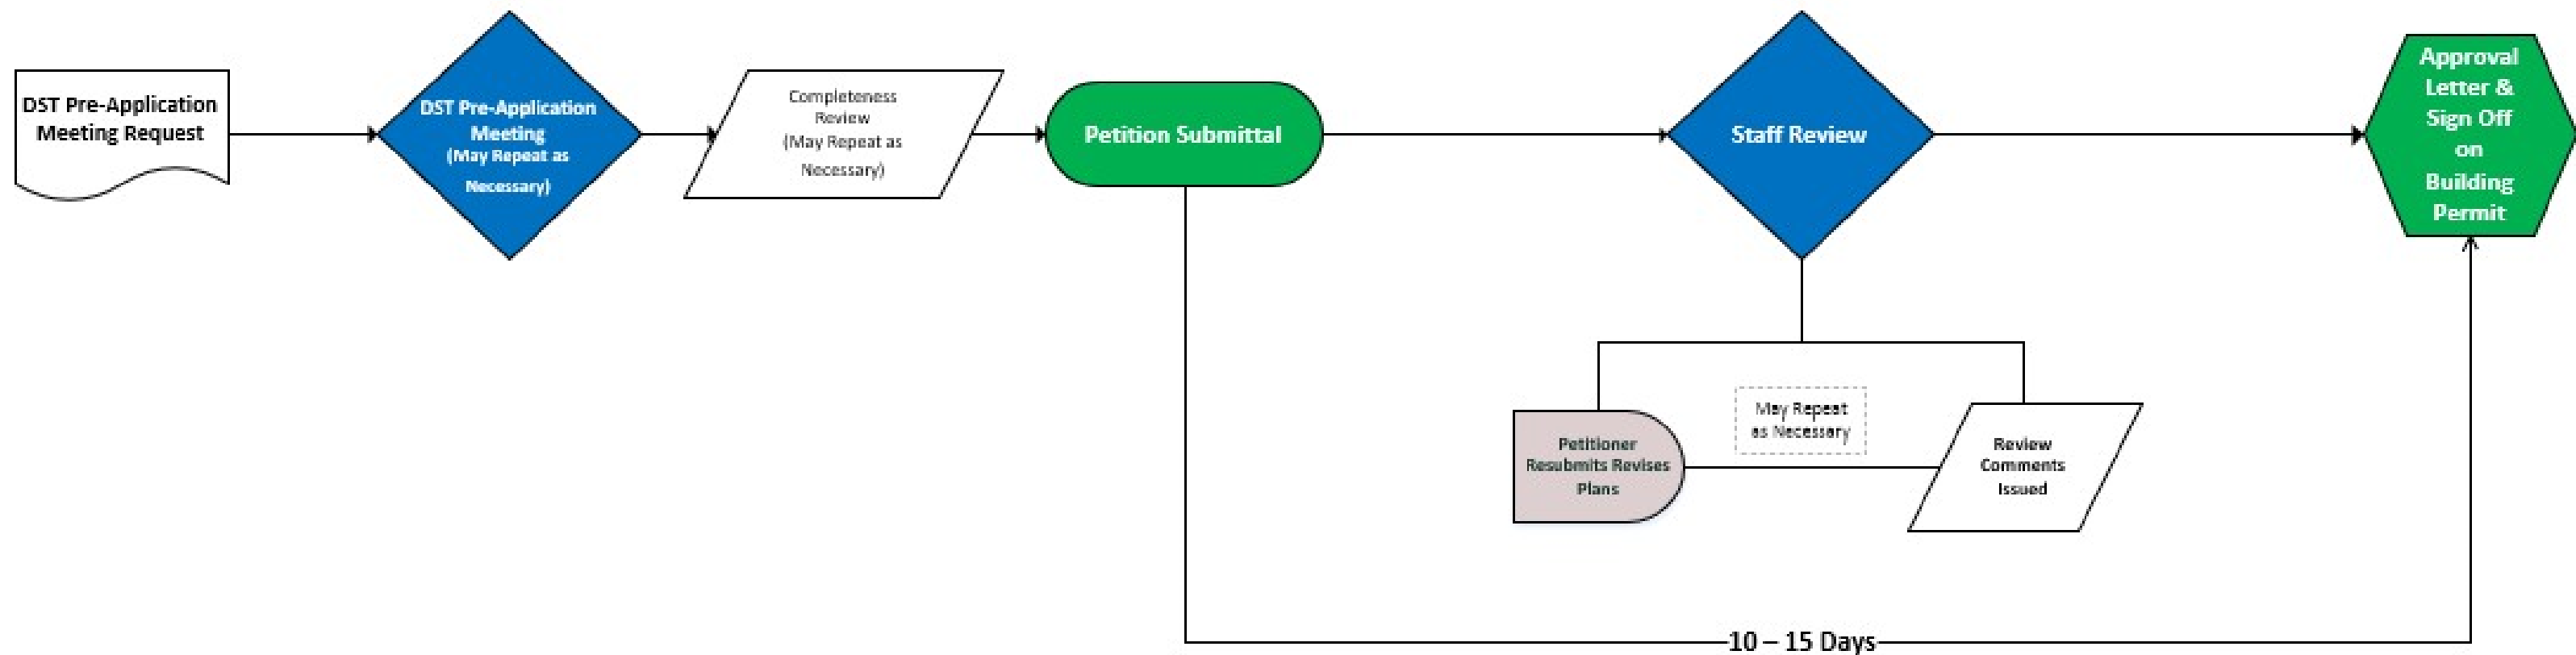 DST Pre-Application
Meeting Request
DST Pre-Application
Meeting
(May Repeat as
Necessary)
Completeness
Review
(May Repeat as
Necessary)
Petition Submittal
Staff Review
Approval
Letter &
Sign Off
on
Building
Permit
May Repeat
as Necessary
Petitioner
Resubmits Revises
Plans
Review
Comments
Issued
10 – 15 Days